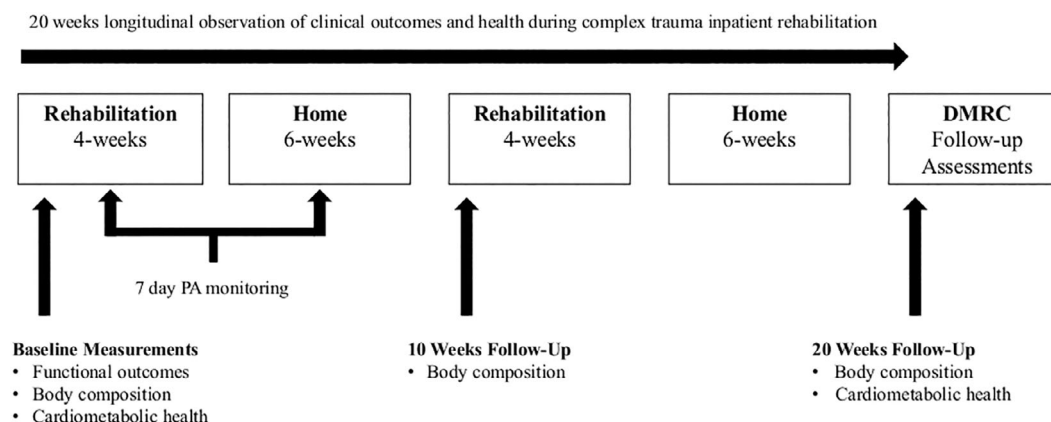 20 weeks longitudinal observation of clinical outcomes and health during complex trauma inpatient rehabilitation
Rehabilitation
4-weeks
Home
6-weeks
Rehabilitation
4-weeks
Home
6-weeks
DMRC
Follow-up
Assessments
7 day PA monitoring
Baseline Measurements
• Functional outcomes
• Body composition
• Cardiometabolic health
10 Weeks Follow-Up
• Body composition
20 Weeks Follow-Up
• Body composition
• Cardiometabolic health